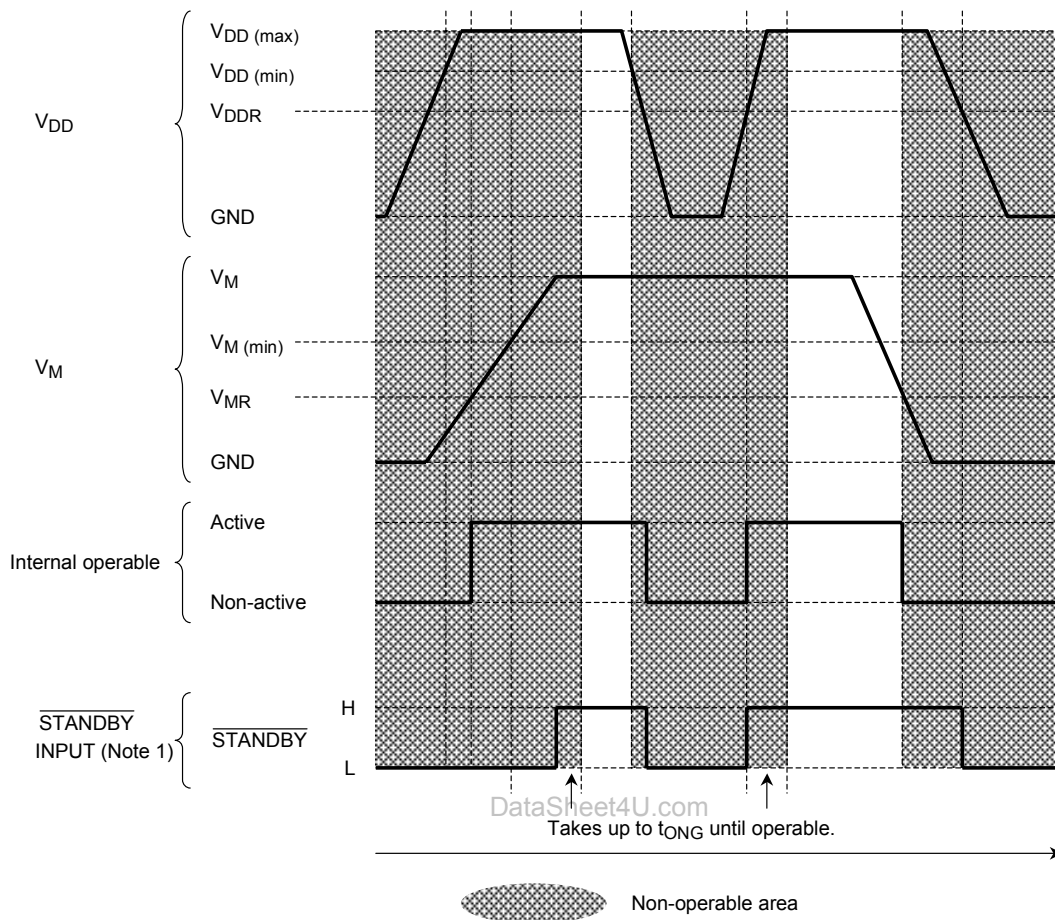 VDD
VDD (max)
VDD (min)
VDDR
GND
VM
VM
VM (min)
VMR
GND
Internal operable
Active
Non-active
STANDBY
INPUT (Note 1)
STANDBY
H
L
DataSheet4U.com
Takes up to tONG until operable.
Non-operable area